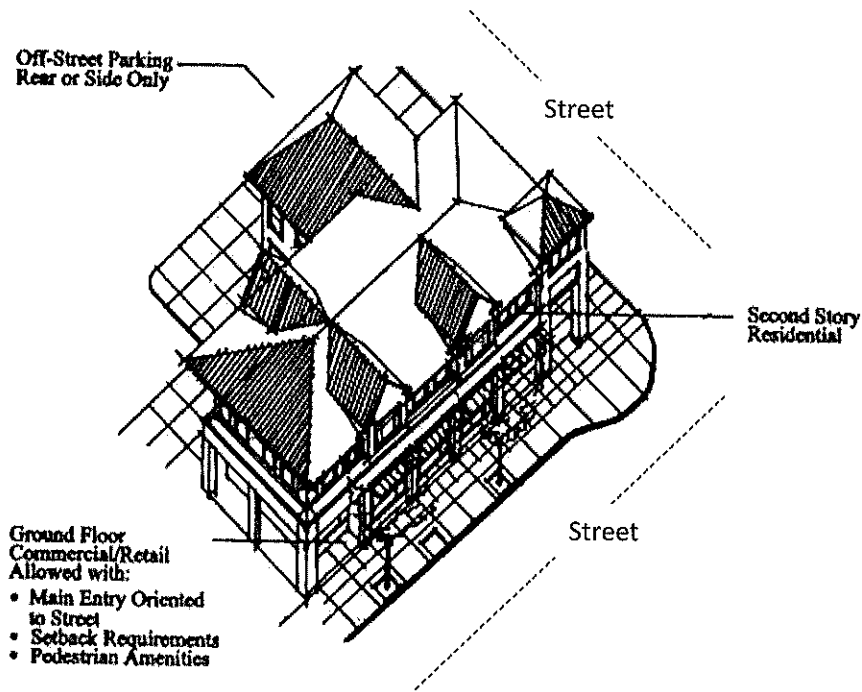 Off-Street Parking
Rear or Side Only
Street
Second Story
Residential
Street
Ground Floor
Commercial/Retail
Allowed with:
• Main Entry Oriented
to Street
• Setback Requirements
• Pedestrian Amenities